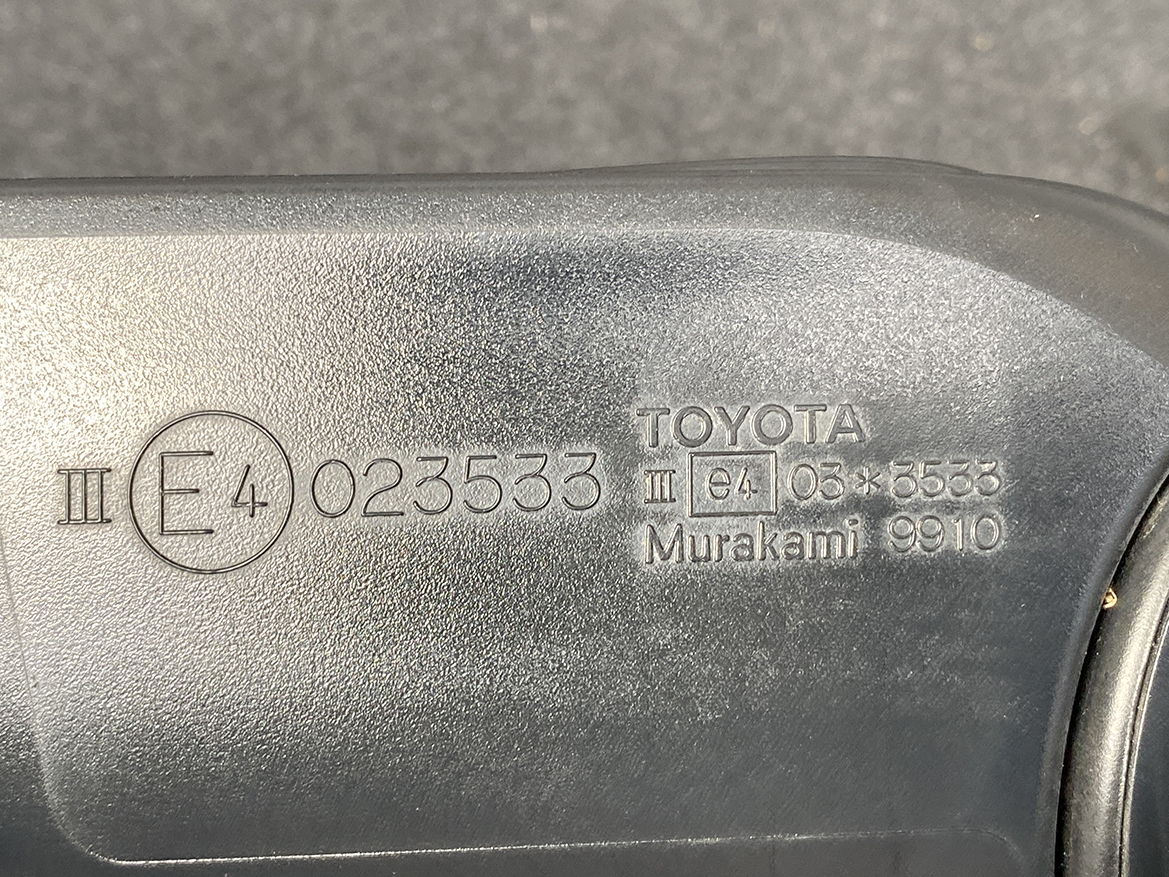 III E4 023533
TOYOTA
III e4 03*3533
Murakami 9910